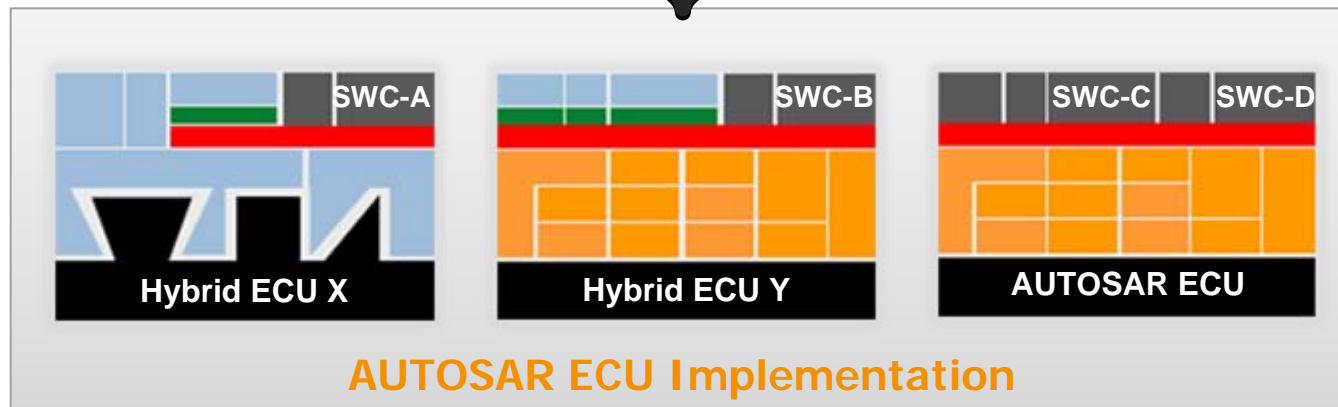 SWC-A
SWC-B
SWC-C SWC-D
Hybrid ECU X
Hybrid ECU Y
AUTOSAR ECU
AUTOSAR ECU Implementation